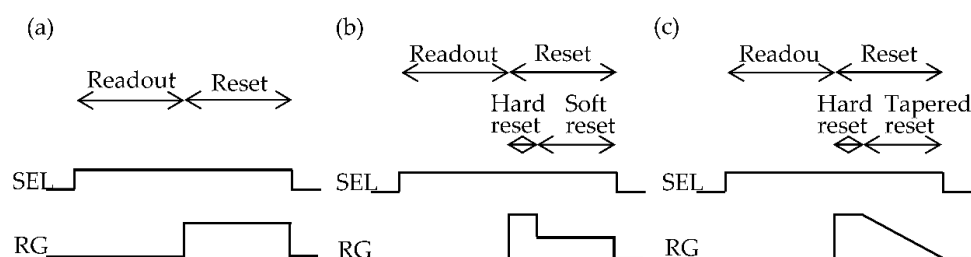 (a)
Readout Reset
SEL
RG
(b)
Readout Reset
Hard Soft
reset reset
SEL
RG
(c)
Readou Reset
Hard Tapered
reset reset
SEL
RG